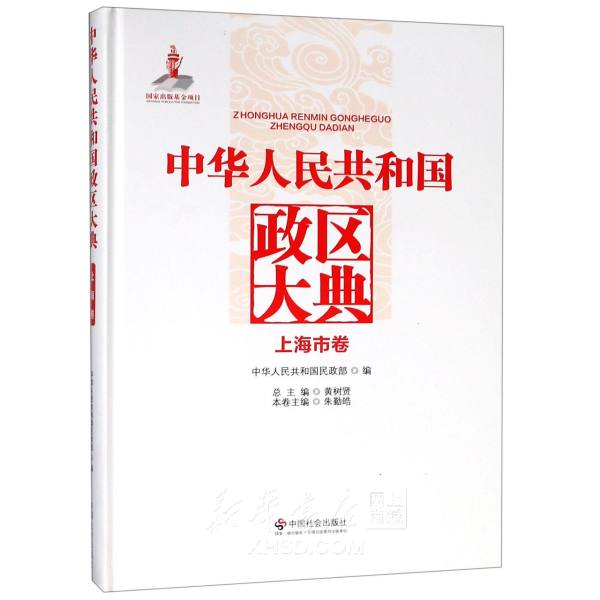 中华人民共和国政区大典
上海市卷
国家出版基金项目
ZHONGHUA RENMIN GONGHEGUO
ZHENGQU DADIAN
中华人民共和国
政区
大典
上海市卷
中华人民共和国民政部◎编
总 主 编◎黄树贤
本卷主编◎朱勤皓
新华书店
网上
商城
中国社会出版社
XHSD.COM